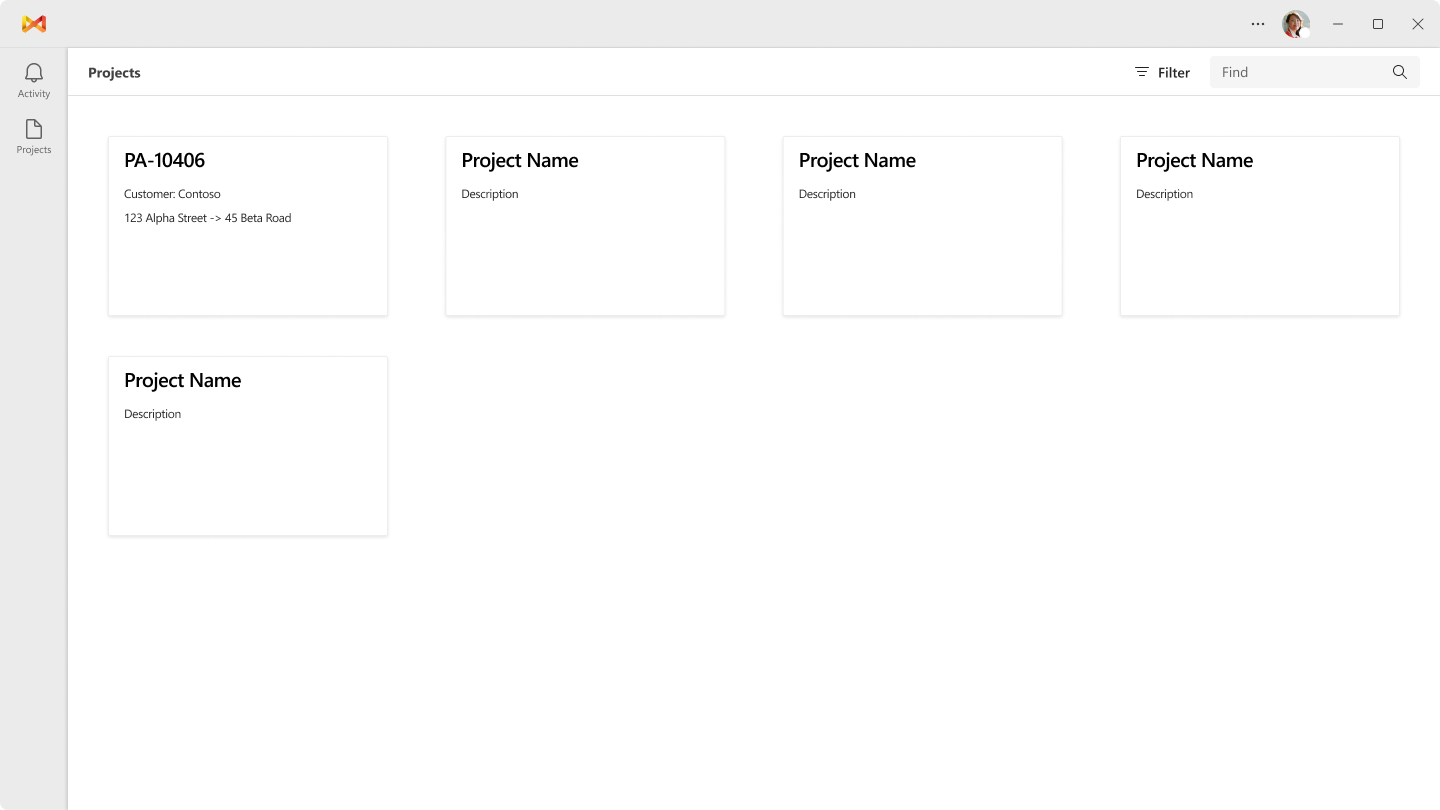 Activity
Projects
Projects
Filter
Find
PA-10406
Customer: Contoso
123 Alpha Street -> 45 Beta Road
Project Name
Description
Project Name
Description
Project Name
Description
Project Name
Description